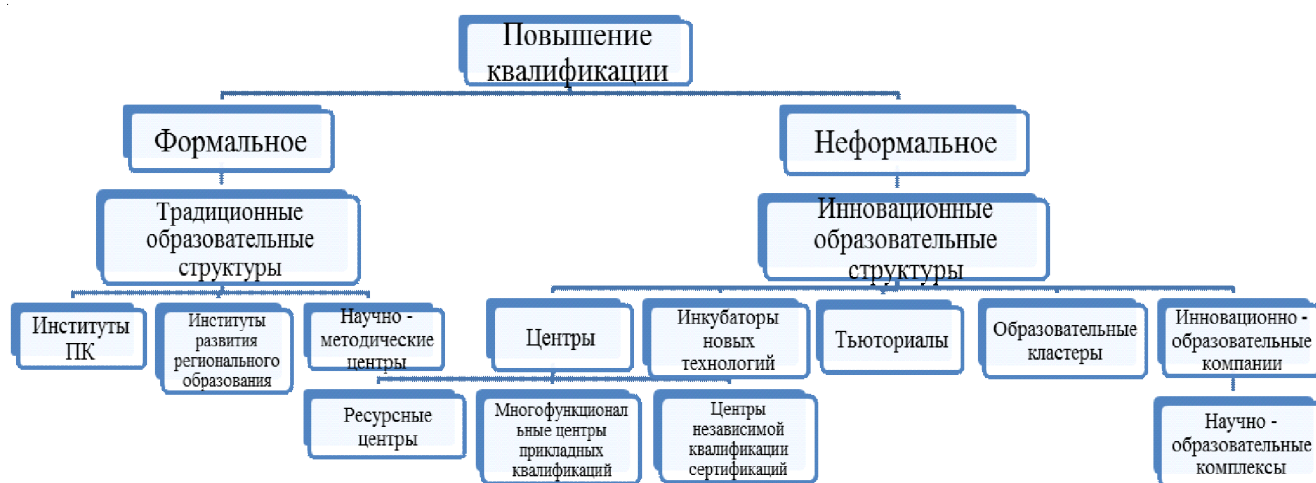 Повышение
квалификации
Формальное
Неформальное
Традиционные
образовательные
структуры
Инновационные
образовательные
структуры
Институты
ПК
Институты
развития
регионального
образования
Научно -
методические
центры
Центры
Инкубаторы
новых
технологий
Тьюториалы
Образовательные
кластеры
Инновационно -
образовательные
компании
Ресурсные
центры
Многофункционал
ьные центры
прикладных
квалификаций
Центры
независимой
квалификации
сертификаций
Научно -
образовательные
комплексы